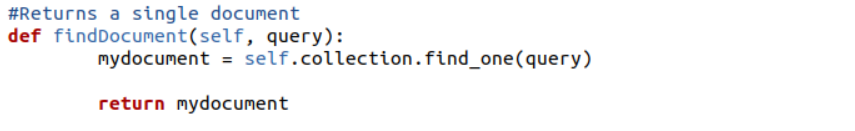 #Returns a single document
def findDocument(self, query):
        mydocument = self.collection.find_one(query)

        return mydocument